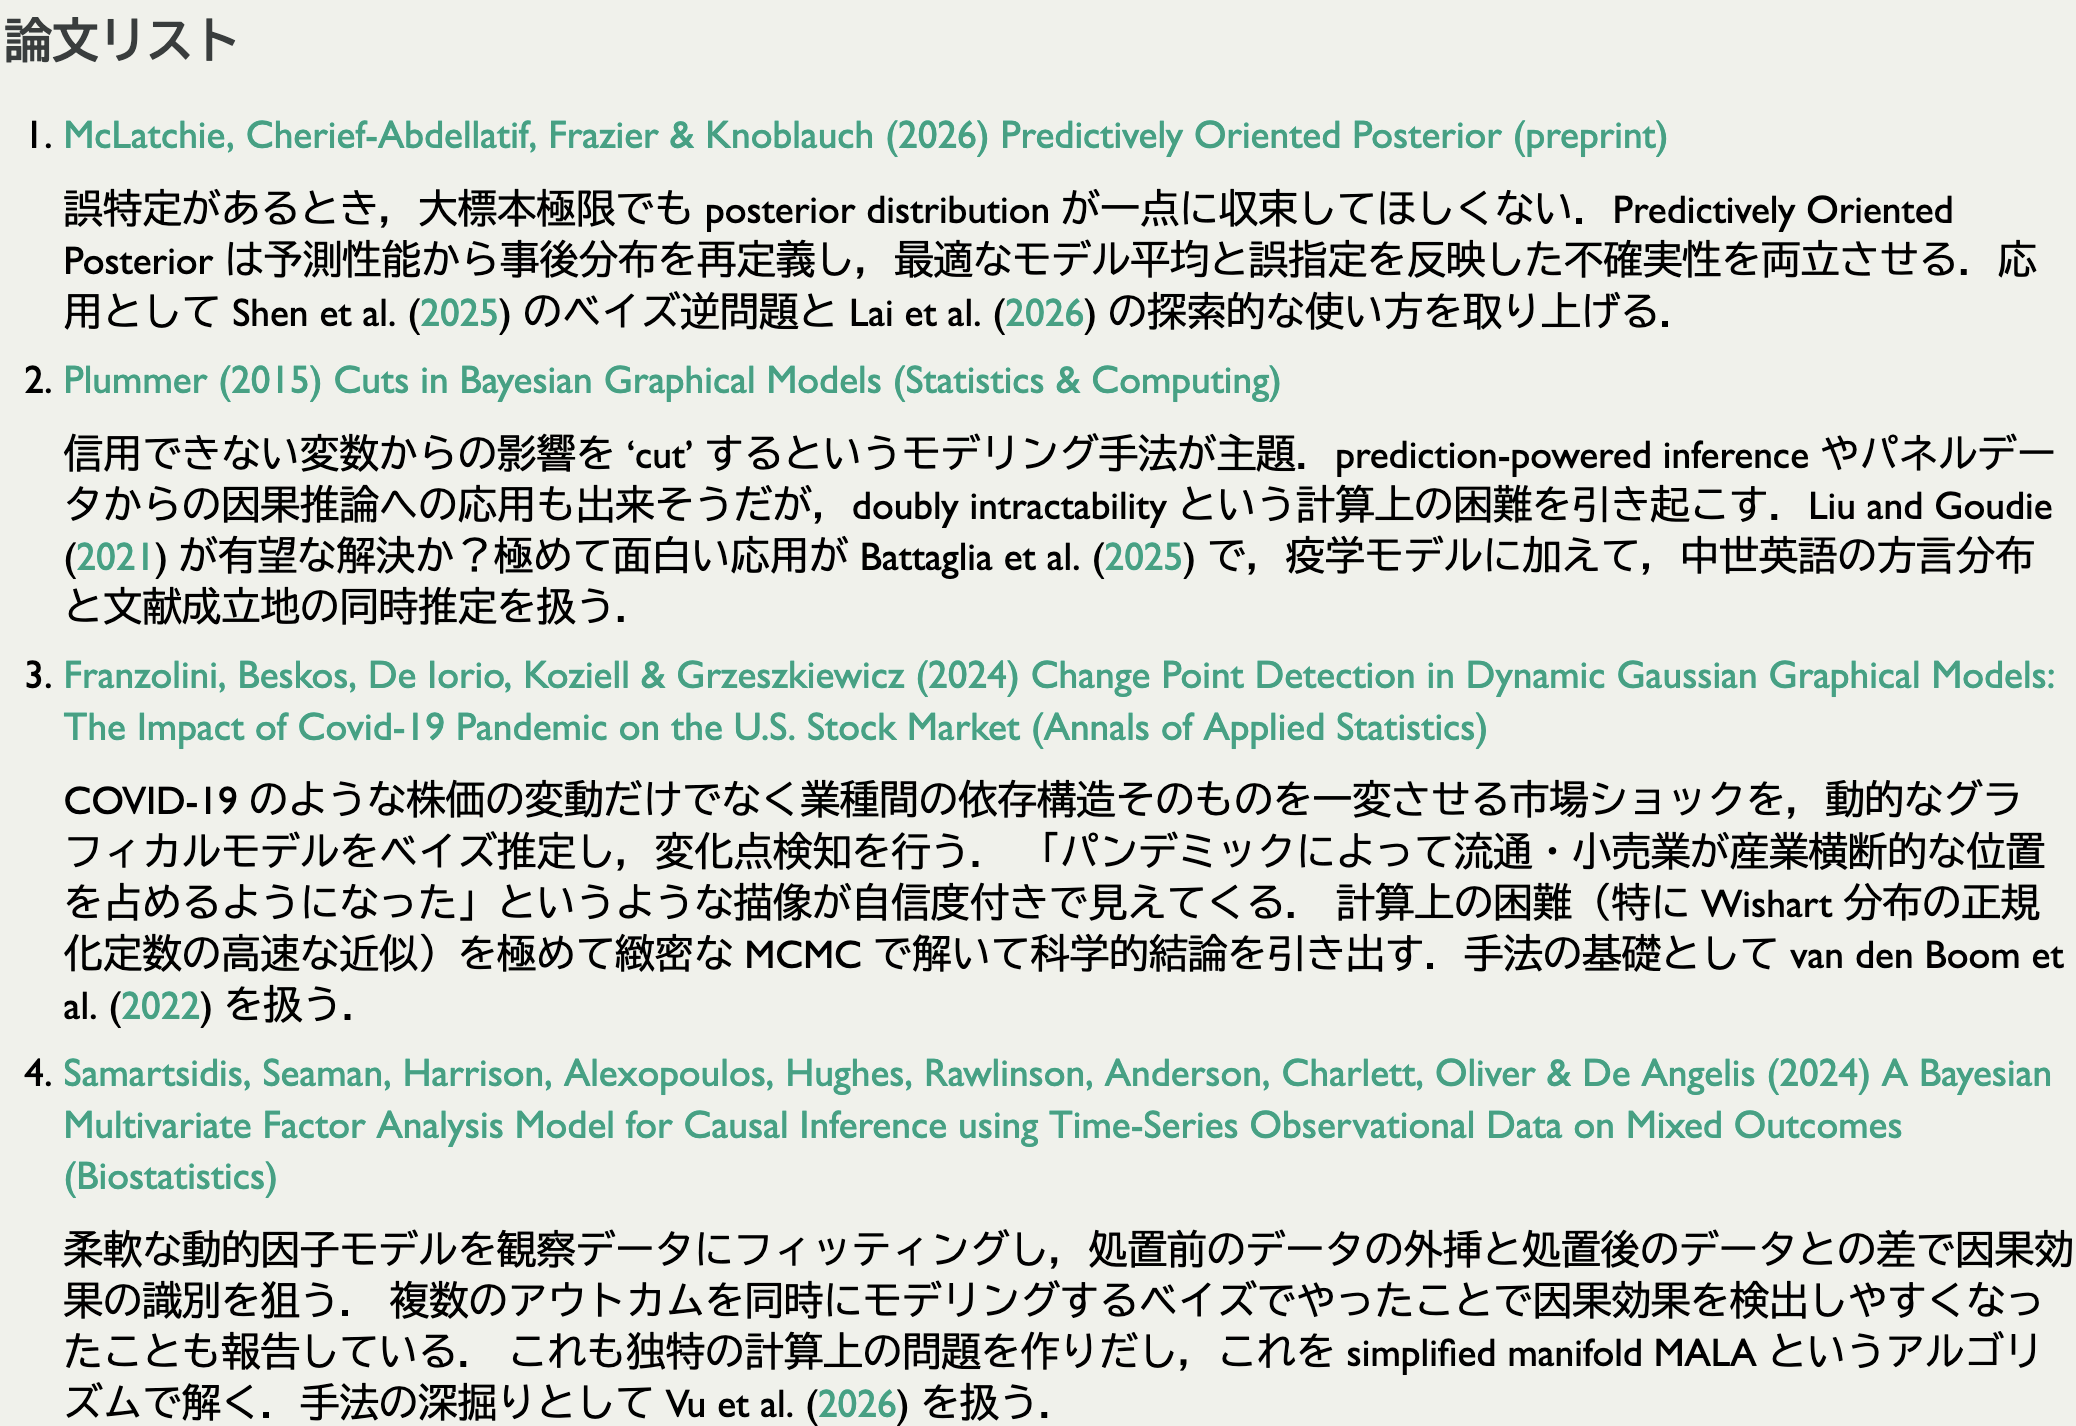 論文リスト
1. McLatchie, Cherief-Abdellatif, Frazier & Knoblauch (2026) Predictively Oriented Posterior (preprint)
誤特定があるとき，大標本極限でも posterior distribution が一点に収束してほしくない．Predictively Oriented
Posterior は予測性能から事後分布を再定義し，最適なモデル平均と誤指定を反映した不確実性を両立させる．応
用として Shen et al. (2025) のベイズ逆問題と Lai et al. (2026) の探索的な使い方を取り上げる．
2. Plummer (2015) Cuts in Bayesian Graphical Models (Statistics & Computing)
信用できない変数からの影響を ‘cut’ するというモデリング手法が主題．prediction-powered inference やパネルデー
タからの因果推論への応用も出来そうだが，doubly intractability という計算上の困難を引き起こす．Liu and Goudie
(2021) が有望な解決か？極めて面白い応用が Battaglia et al. (2025) で，疫学モデルに加えて，中世英語の方言分布
と文献成立地の同時推定を扱う．
3. Franzolini, Beskos, De Iorio, Koziell & Grzeszkiewicz (2024) Change Point Detection in Dynamic Gaussian Graphical Models:
The Impact of Covid-19 Pandemic on the U.S. Stock Market (Annals of Applied Statistics)
COVID-19 のような株価の変動だけでなく業種間の依存構造そのものを一変させる市場ショックを，動的なグラ
フィカルモデルをベイズ推定し，変化点検知を行う． 「パンデミックによって流通・小売業が産業横断的な位置
を占めるようになった」というような描像が自信度付きで見えてくる． 計算上の困難（特に Wishart 分布の正規
化定数の高速な近似）を極めて緻密な MCMC で解いて科学的結論を引き出す．手法の基礎として van den Boom et
al. (2022) を扱う．
4. Samartsidis, Seaman, Harrison, Alexopoulos, Hughes, Rawlinson, Anderson, Charlett, Oliver & De Angelis (2024) A Bayesian
Multivariate Factor Analysis Model for Causal Inference using Time-Series Observational Data on Mixed Outcomes
(Biostatistics)
柔軟な動的因子モデルを観察データにフィッティングし，処置前のデータの外挿と処置後のデータとの差で因果効
果の識別を狙う． 複数のアウトカムを同時にモデリングするベイズでやったことで因果効果を検出しやすくなっ
たことも報告している． これも独特の計算上の問題を作りだし，これを simplified manifold MALA というアルゴリ
ズムで解く．手法の深掘りとして Vu et al. (2026) を扱う．